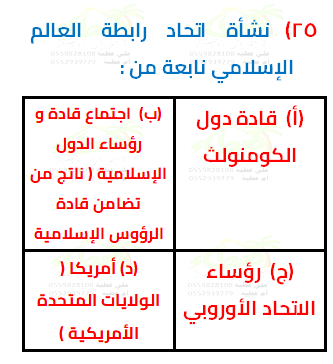 ٢٥) نشأة اتحاد رابطة العالم
الإسلامي نابعة من :
(أ) قادة دول
الكومنولث
(ب) اجتماع قادة و
رؤساء الدول
الإسلامية ( ناتج من
تضامن قادة
الرؤوس الإسلامية
(ج) رؤساء
الاتحاد الأوروبي
(د) أمريكا (
الولايات المتحدة
الأمريكية )